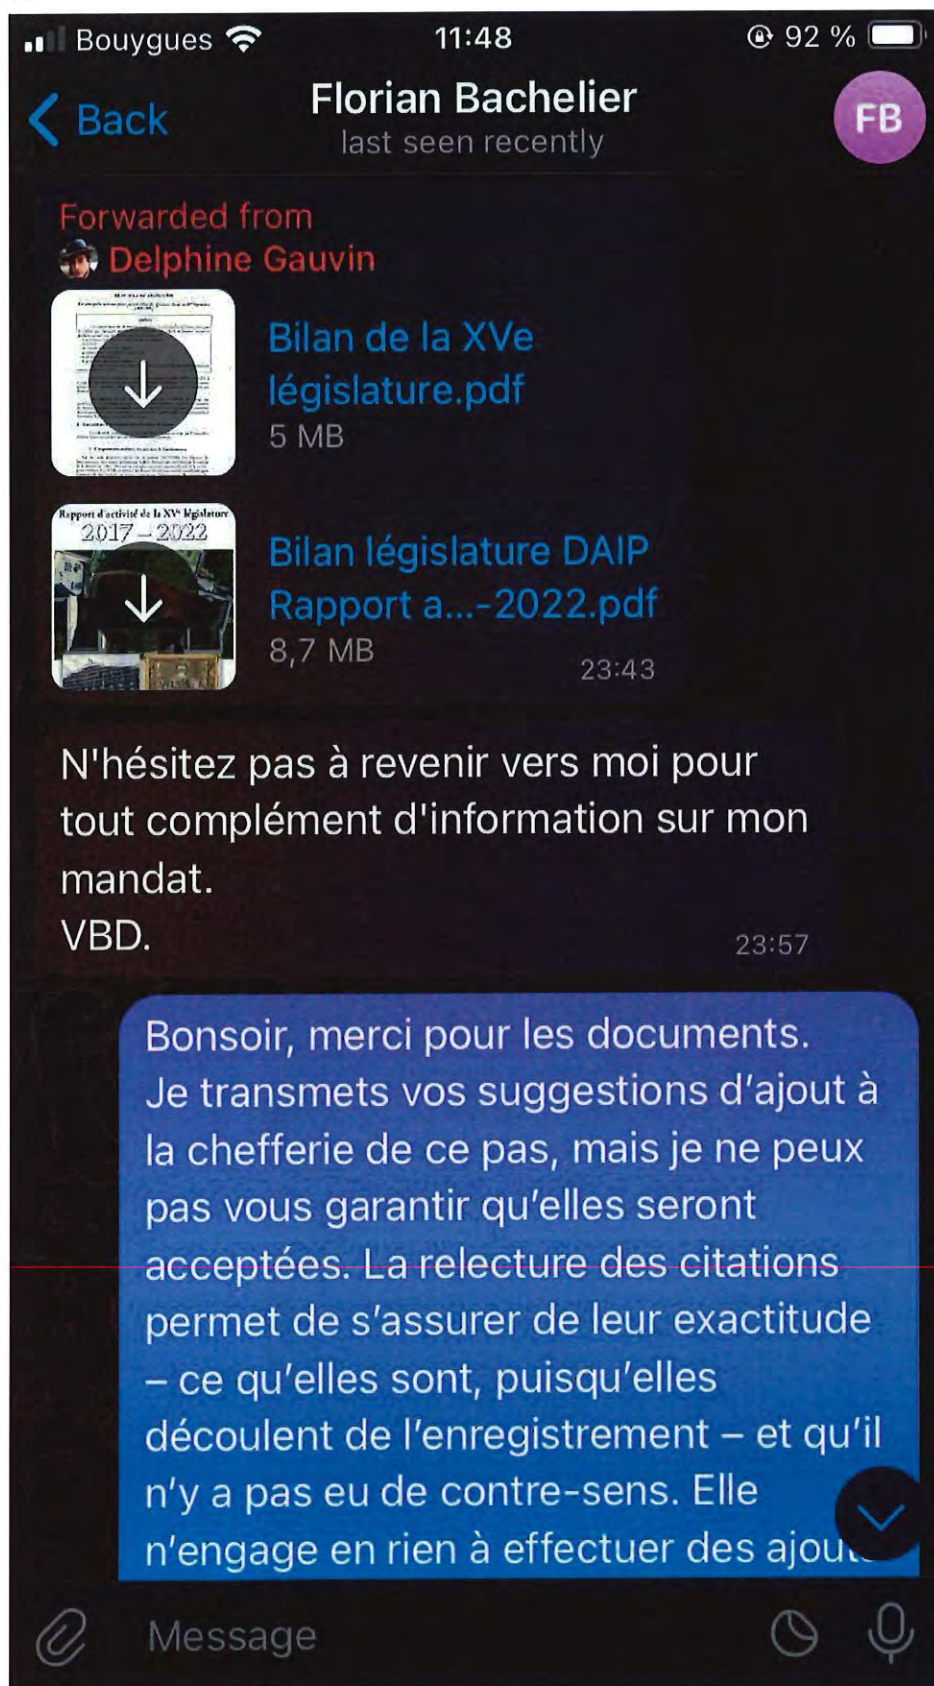 Bouygues 11:48 92 %
Back Florian Bachelier FB
last seen recently
Forwarded from
Delphine Gauvin
Bilan de la XVe
législature.pdf
5 MB
Rapport d'activité de la XVe législature
2017 – 2022
Bilan législature DAIP
Rapport a...-2022.pdf
8,7 MB 23:43
N'hésitez pas à revenir vers moi pour
tout complément d'information sur mon
mandat.
VBD. 23:57
Bonsoir, merci pour les documents.
Je transmets vos suggestions d'ajout à
la chefferie de ce pas, mais je ne peux
pas vous garantir qu'elles seront
acceptées. La relecture des citations
permet de s'assurer de leur exactitude
– ce qu'elles sont, puisqu'elles
découlent de l'enregistrement – et qu'il
n'y a pas eu de contre-sens. Elle
n'engage en rien à effectuer des
Message